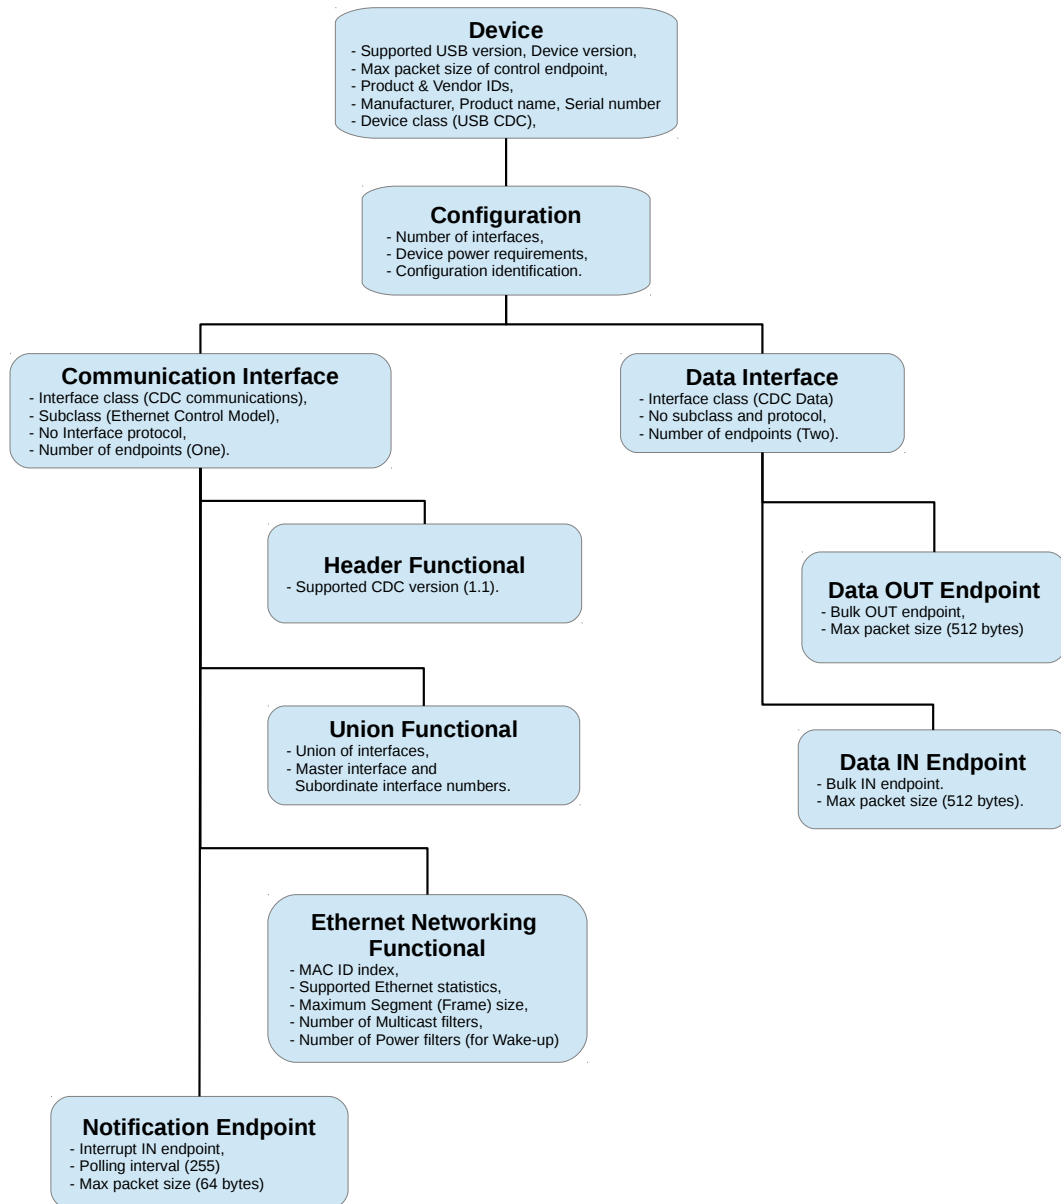 Device
- Supported USB version, Device version,
- Max packet size of control endpoint,
- Product & Vendor IDs,
- Manufacturer, Product name, Serial number
- Device class (USB CDC),
Configuration
- Number of interfaces,
- Device power requirements,
- Configuration identification.
Communication Interface
- Interface class (CDC communications),
- Subclass (Ethernet Control Model),
- No Interface protocol,
- Number of endpoints (One).
Data Interface
- Interface class (CDC Data)
- No subclass and protocol,
- Number of endpoints (Two).
Header Functional
- Supported CDC version (1.1).
Data OUT Endpoint
- Bulk OUT endpoint,
- Max packet size (512 bytes)
Union Functional
- Union of interfaces,
- Master interface and
Subordinate interface numbers.
Data IN Endpoint
- Bulk IN endpoint.
- Max packet size (512 bytes).
Ethernet Networking
Functional
- MAC ID index,
- Supported Ethernet statistics,
- Maximum Segment (Frame) size,
- Number of Multicast filters,
- Number of Power filters (for Wake-up)
Notification Endpoint
- Interrupt IN endpoint,
- Polling interval (255)
- Max packet size (64 bytes)